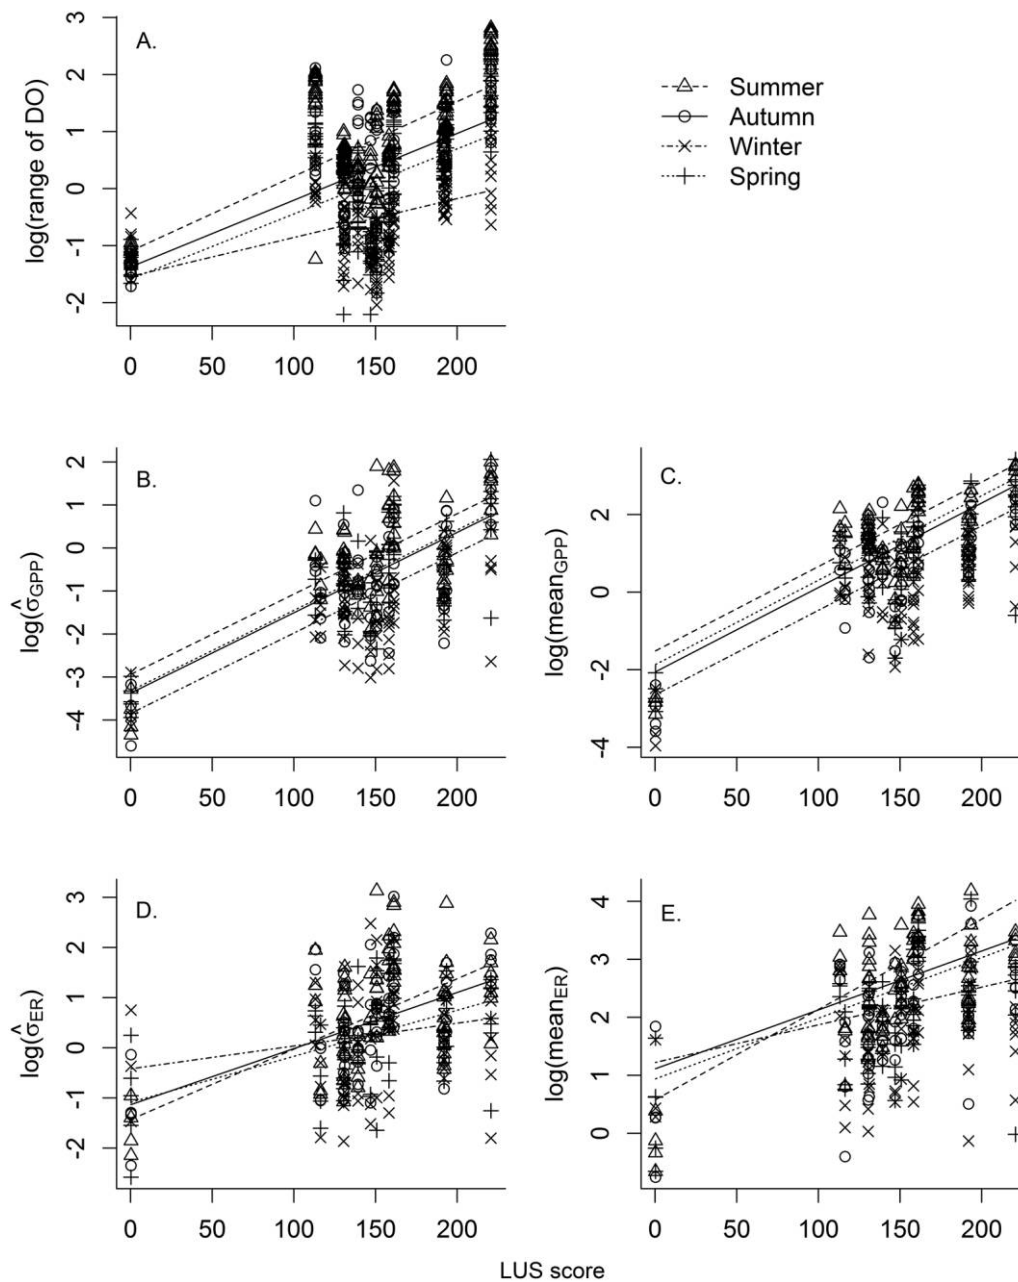 A.
log(range of DO)
3
2
1
0
-1
-2
0 50 100 150 200
Summer
Autumn
Winter
Spring
B.
log(σ̂GPP)
2
1
0
-1
-2
-3
-4
0 50 100 150 200
C.
log(meanGPP)
2
0
-2
-4
0 50 100 150 200
D.
log(σ̂ER)
3
2
1
0
-1
-2
0 50 100 150 200
E.
log(meanER)
4
3
2
1
0
0 50 100 150 200
LUS score